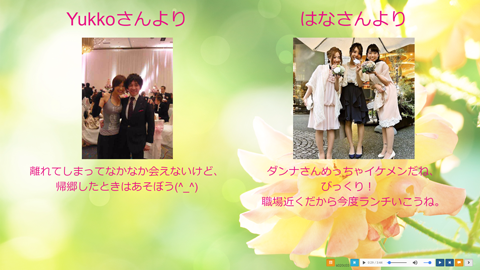 Yukkoさんより
離れてしまってなかなか会えないけど、
帰郷したときはあそぼう(^_^)
はなさんより
ダンナさんめっちゃイケメンだね、
びっくり！
職場近くだから今度ランチいこうね。